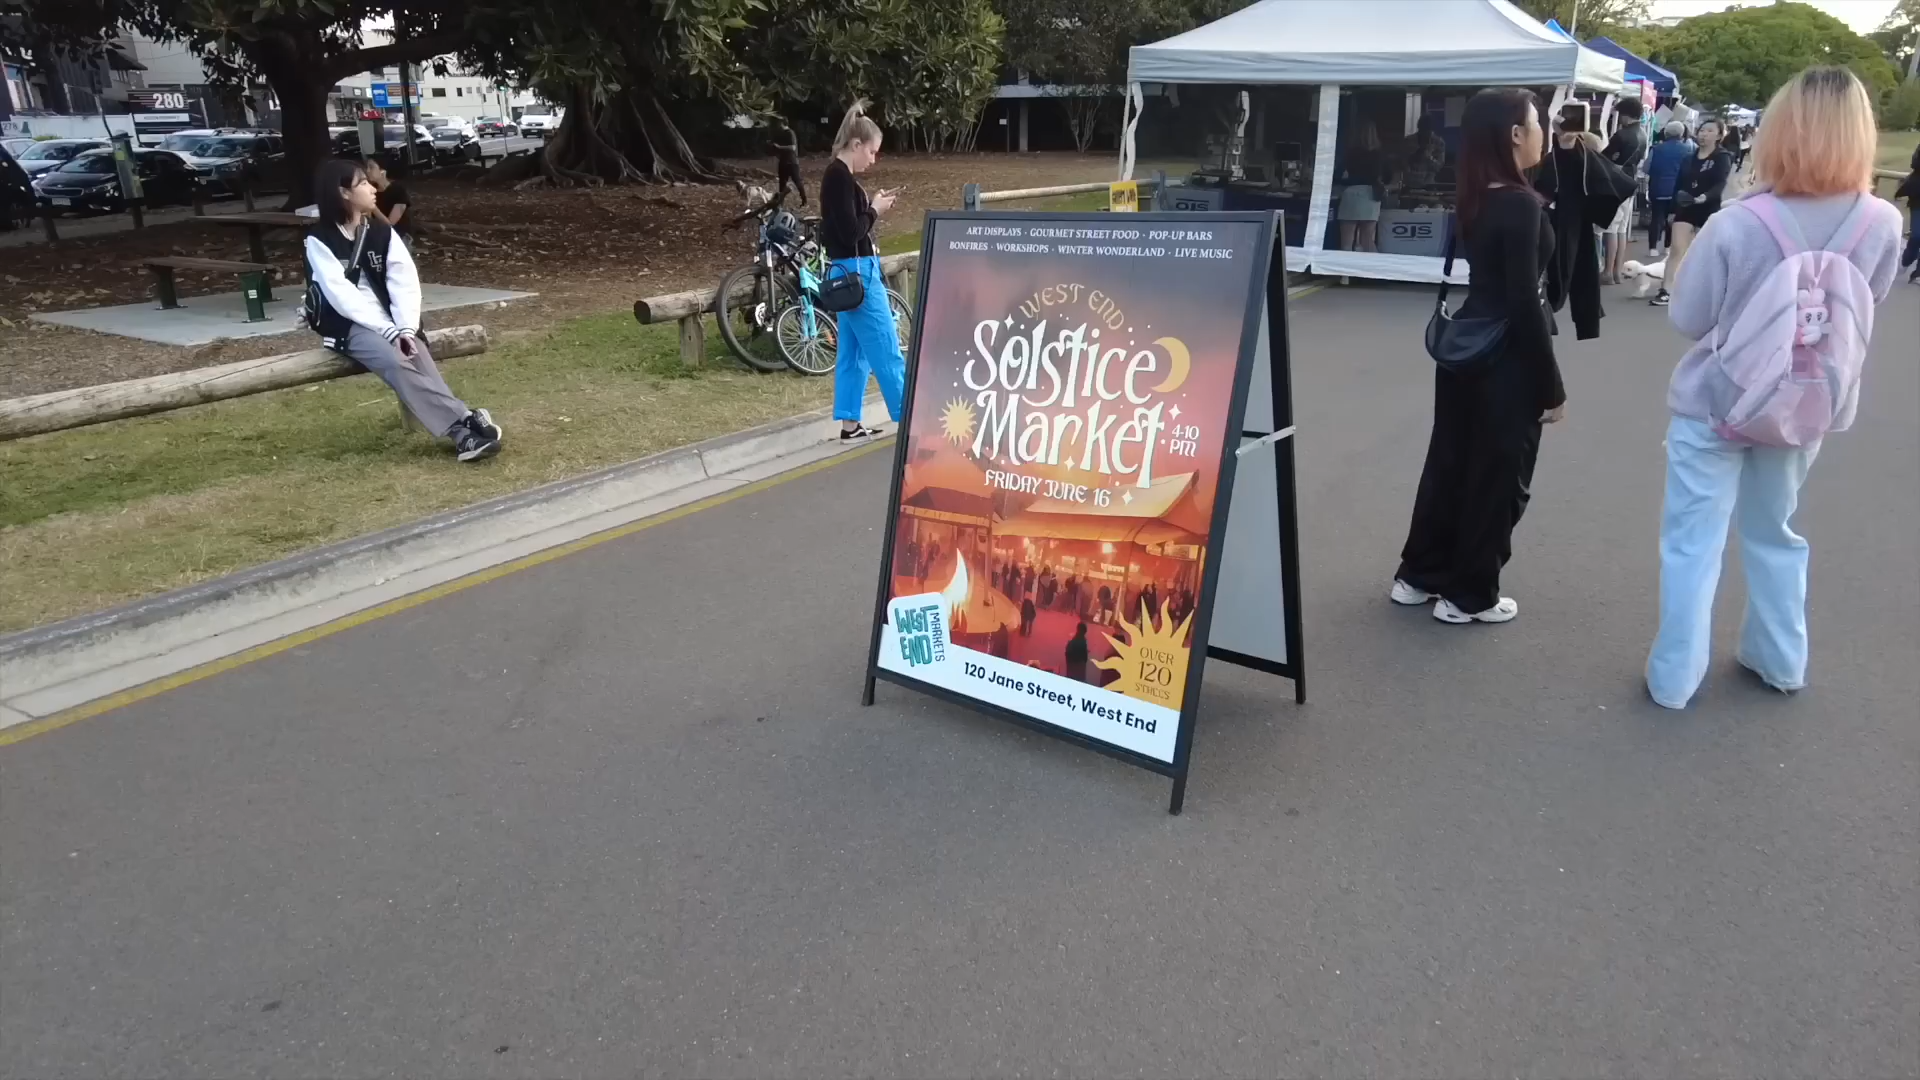 280
ART DISPLAYS · GOURMET STREET FOOD · POP-UP BARS
BONFIRES · WORKSHOPS · WINTER WONDERLAND · LIVE MUSIC
WEST END
Solstice
Market
4-10
PM
FRIDAY JUNE 16
WEST
END
MARKETS
OVER
120
120 Jane Street, West End
OJS
OJS